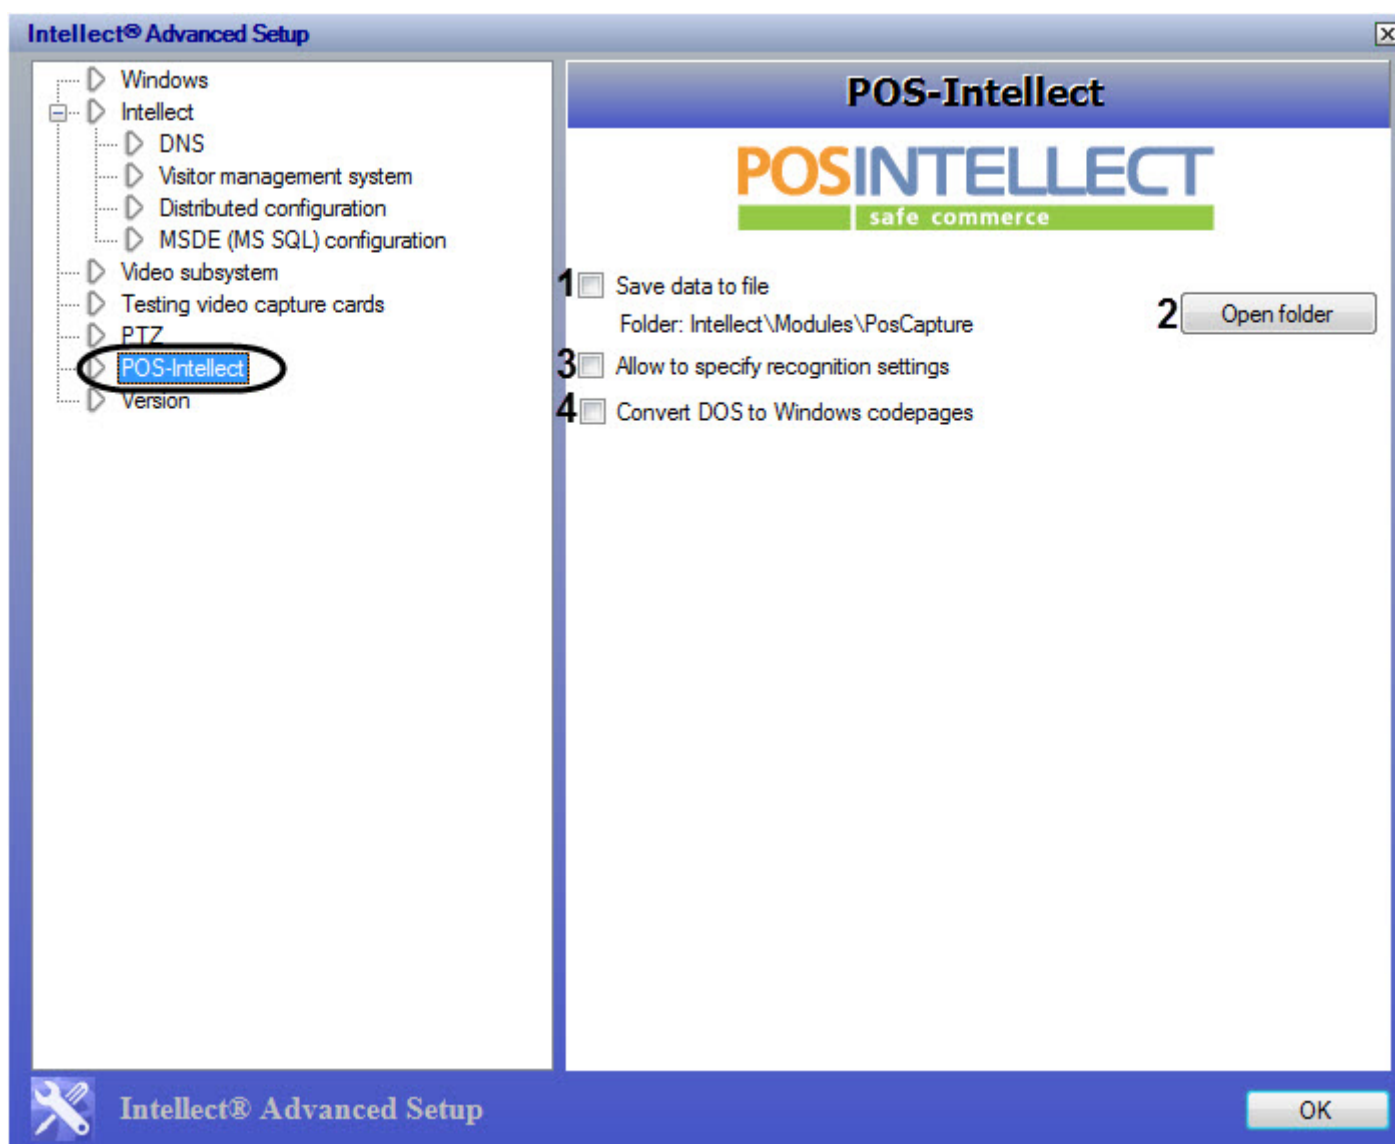 Intellect® Advanced Setup
Windows
Intellect
DNS
Visitor management system
Distributed configuration
MSDE (MS SQL) configuration
Video subsystem
Testing video capture cards
PTZ
POS-Intellect
Version
POS-Intellect
POSINTELLECT
safe commerce
1 Save data to file
Folder: Intellect\Modules\PosCapture
2 Open folder
3 Allow to specify recognition settings
4 Convert DOS to Windows codepages
Intellect® Advanced Setup
OK